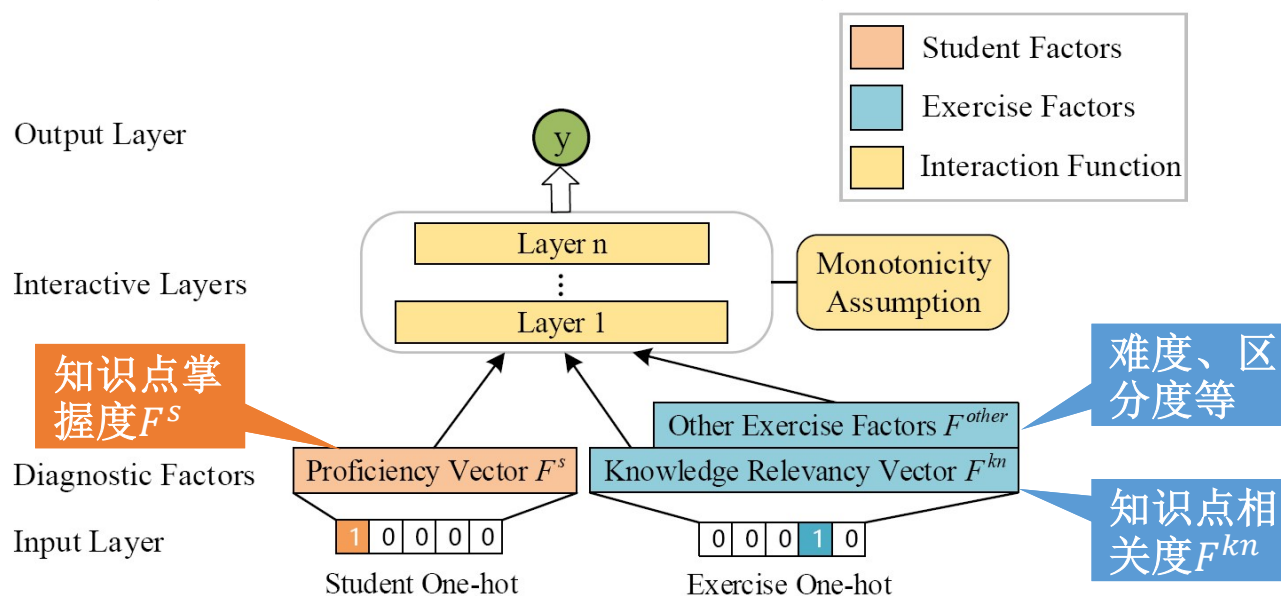 Student Factors
Exercise Factors
Interaction Function
Output Layer
y
Interactive Layers
Layer n
⋮
Layer 1
Monotonicity
Assumption
知识点掌
握度F^s
难度、区
分度等
Other Exercise Factors F^other
Diagnostic Factors
Proficiency Vector F^s
Knowledge Relevancy Vector F^kn
知识点相
关度F^kn
Input Layer
1 0 0 0 0
0 0 0 1 0
Student One-hot
Exercise One-hot